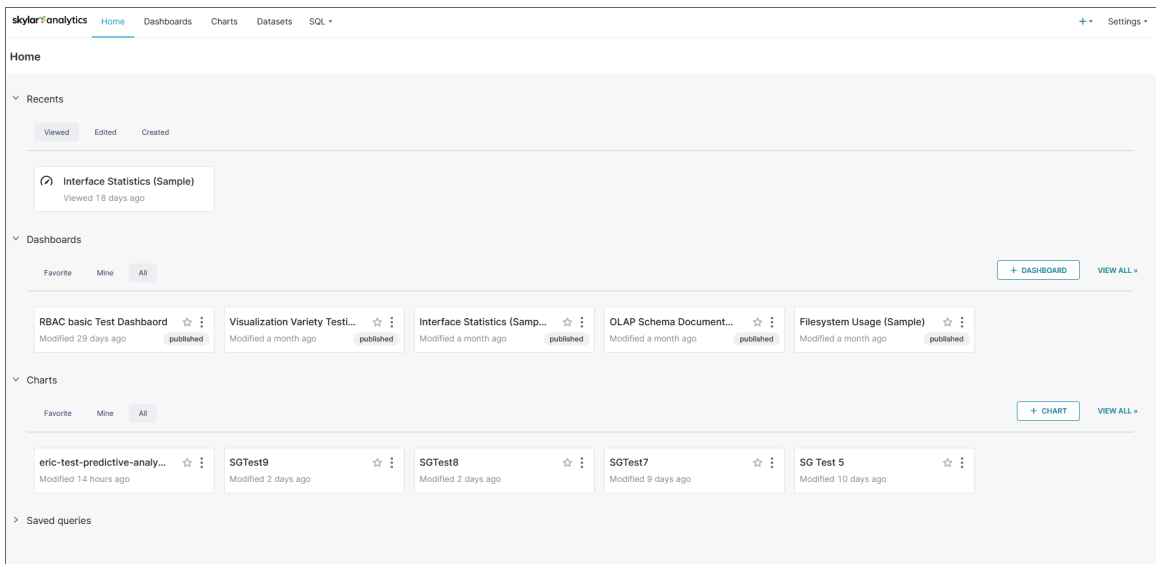 skylar analytics Home Dashboards Charts Datasets SQL + Settings
Home
Recents
Viewed Edited Created
Interface Statistics (Sample)
Viewed 18 days ago
Dashboards
Favorite Mine All + DASHBOARD VIEW ALL »
RBAC basic Test Dashbaord Visualization Variety Testi... Interface Statistics (Samp... OLAP Schema Document... Filesystem Usage (Sample)
Modified 29 days ago published Modified a month ago published Modified a month ago published Modified a month ago published Modified a month ago published
Charts
Favorite Mine All + CHART VIEW ALL »
eric-test-predictive-analy... SGTest9 SGTest8 SGTest7 SG Test 5
Modified 14 hours ago Modified 2 days ago Modified 2 days ago Modified 9 days ago Modified 10 days ago
Saved queries